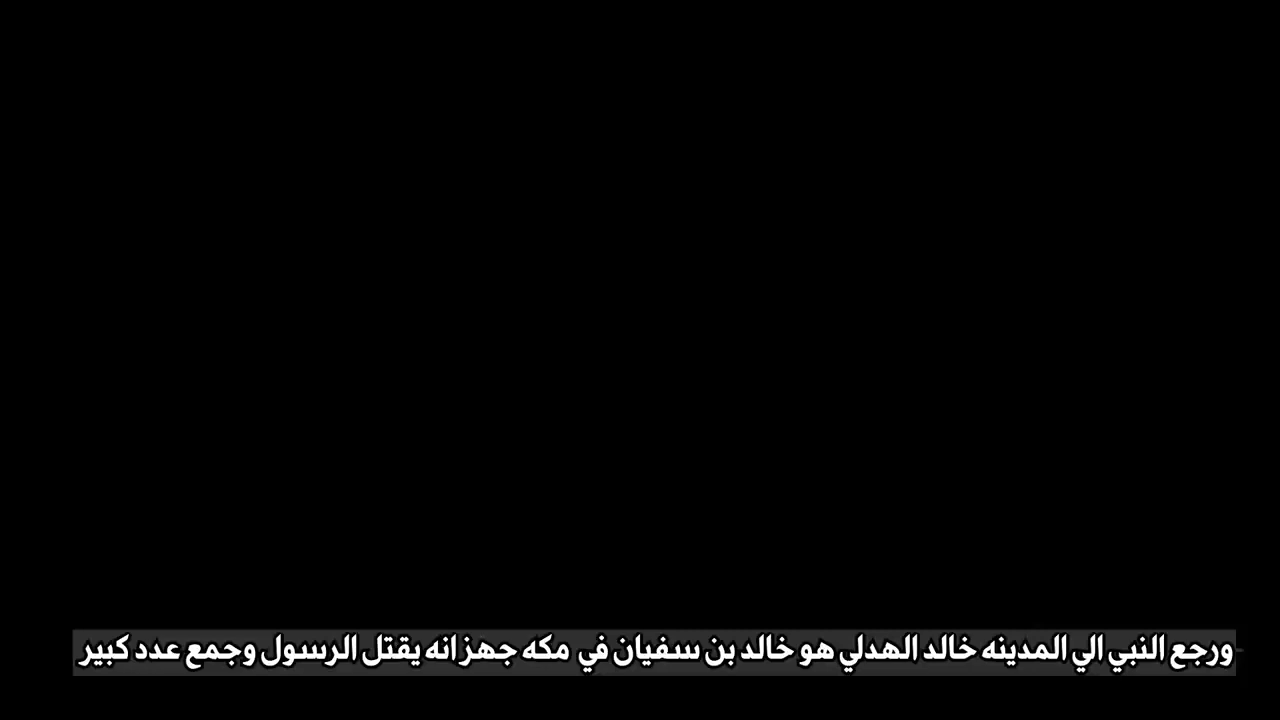 ورجع النبي الي المدينه خالد الهدلي هو خالد بن سفيان في مكه جهز انه يقتل الرسول وجمع عدد كبير